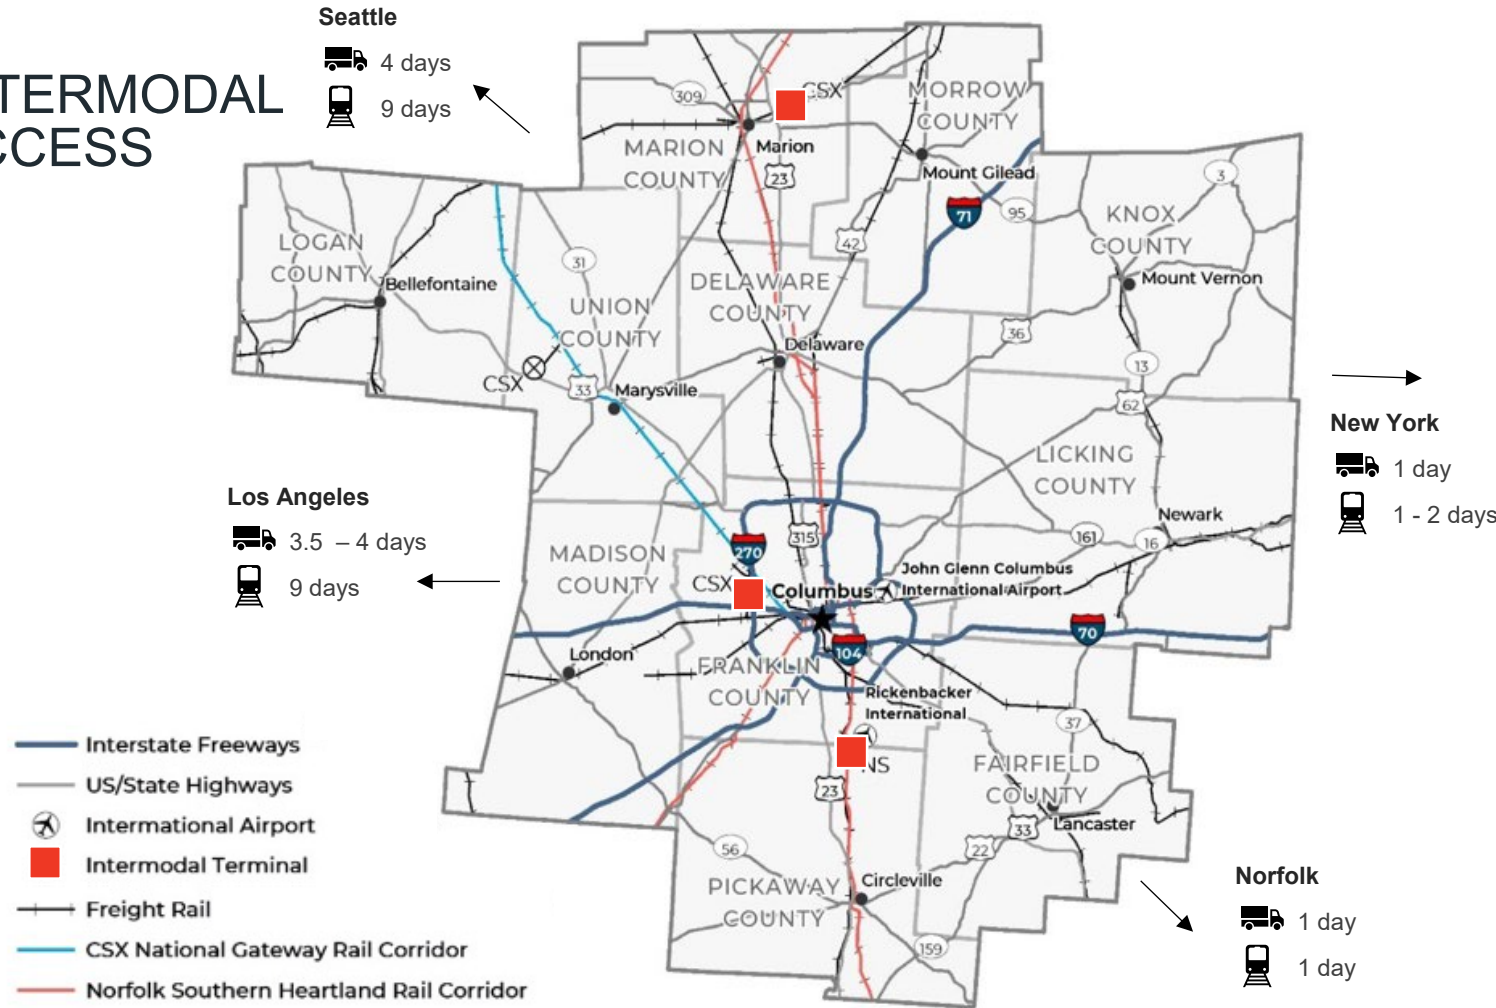 TERMODAL
CCESS
Seattle
4 days
9 days
309
CSX
MORROW
COUNTY
MARION
COUNTY
Marion
23
Mount Gilead
71
95
3
KNOX
COUNTY
Mount Vernon
LOGAN
COUNTY
Bellefontaine
31
42
UNION
COUNTY
DELAWARE
COUNTY
36
Delaware
13
CSX
33
Marysville
62
New York
1 day
1 - 2 days
LICKING
COUNTY
Newark
Los Angeles
3.5 – 4 days
9 days
MADISON
COUNTY
270
315
161
16
CSX
Columbus
John Glenn Columbus
International Airport
70
104
London
FRANKLIN
COUNTY
Rickenbacker
International
37
NS
FAIRFIELD
COUNTY
23
Lancaster
33
22
56
PICKAWAY
COUNTY
Circleville
159
Norfolk
1 day
1 day
Interstate Freeways
US/State Highways
Intermational Airport
Intermodal Terminal
Freight Rail
CSX National Gateway Rail Corridor
Norfolk Southern Heartland Rail Corridor